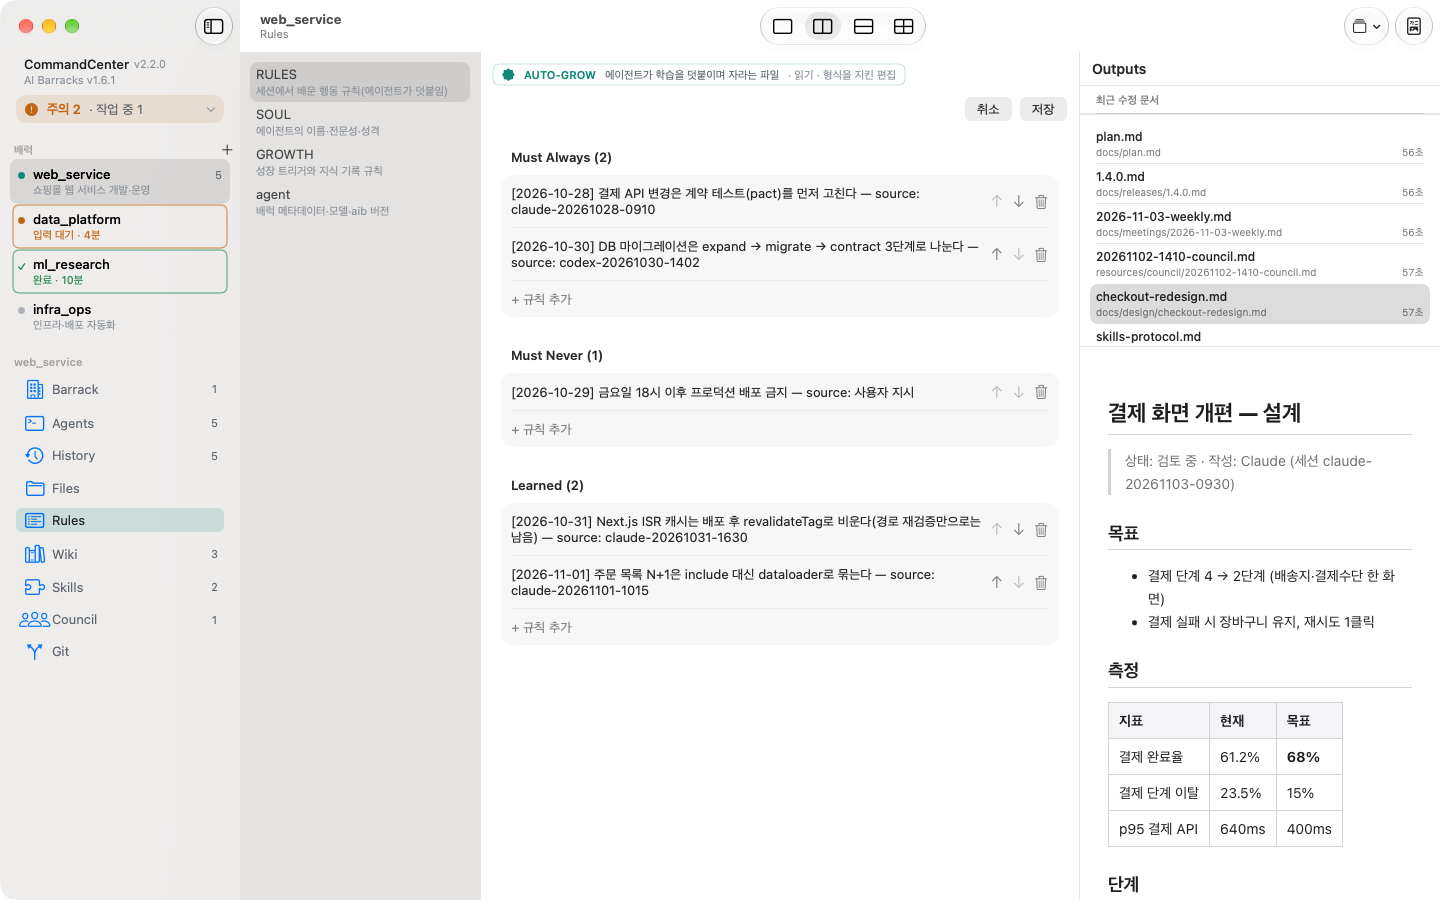 CommandCenter v2.2.0
AI Barracks v1.6.1
주의 2 · 작업 중 1
배럭
web_service 5
쇼핑몰 웹 서비스 개발·운영
data_platform
입력 대기 · 4분
ml_research
완료 · 10분
infra_ops
인프라·배포 자동화
web_service
Barrack 1
Agents 5
History 5
Files
Rules
Wiki 3
Skills 2
Council 1
Git
web_service
Rules
RULES
세션에서 배운 행동 규칙(에이전트가 덧붙임)
SOUL
에이전트의 이름·전문성·성격
GROWTH
성장 트리거와 지식 기록 규칙
agent
배럭 메타데이터·모델·aib 버전
AUTO-GROW 에이전트가 학습을 덧붙이며 자라는 파일 · 읽기 · 형식을 지킨 편집
취소 저장
Must Always (2)
[2026-10-28] 결제 API 변경은 계약 테스트(pact)를 먼저 고친다 — source:
claude-20261028-0910
[2026-10-30] DB 마이그레이션은 expand → migrate → contract 3단계로 나눈다 —
source: codex-20261030-1402
+ 규칙 추가
Must Never (1)
[2026-10-29] 금요일 18시 이후 프로덕션 배포 금지 — source: 사용자 지시
+ 규칙 추가
Learned (2)
[2026-10-31] Next.js ISR 캐시는 배포 후 revalidateTag로 비운다(경로 재검증만으로는
남음) — source: claude-20261031-1630
[2026-11-01] 주문 목록 N+1은 include 대신 dataloader로 묶는다 — source:
claude-20261101-1015
+ 규칙 추가
Outputs
최근 수정 문서
plan.md
docs/plan.md 56초
1.4.0.md
docs/releases/1.4.0.md 56초
2026-11-03-weekly.md
docs/meetings/2026-11-03-weekly.md 56초
20261102-1410-council.md
resources/council/20261102-1410-council.md 57초
checkout-redesign.md
docs/design/checkout-redesign.md 57초
skills-protocol.md
결제 화면 개편 — 설계
상태: 검토 중 · 작성: Claude (세션 claude-
20261103-0930)
목표
• 결제 단계 4 → 2단계 (배송지·결제수단 한 화
면)
• 결제 실패 시 장바구니 유지, 재시도 1클릭
측정
지표 현재 목표
결제 완료율 61.2% 68%
결제 단계 이탈 23.5% 15%
p95 결제 API 640ms 400ms
단계